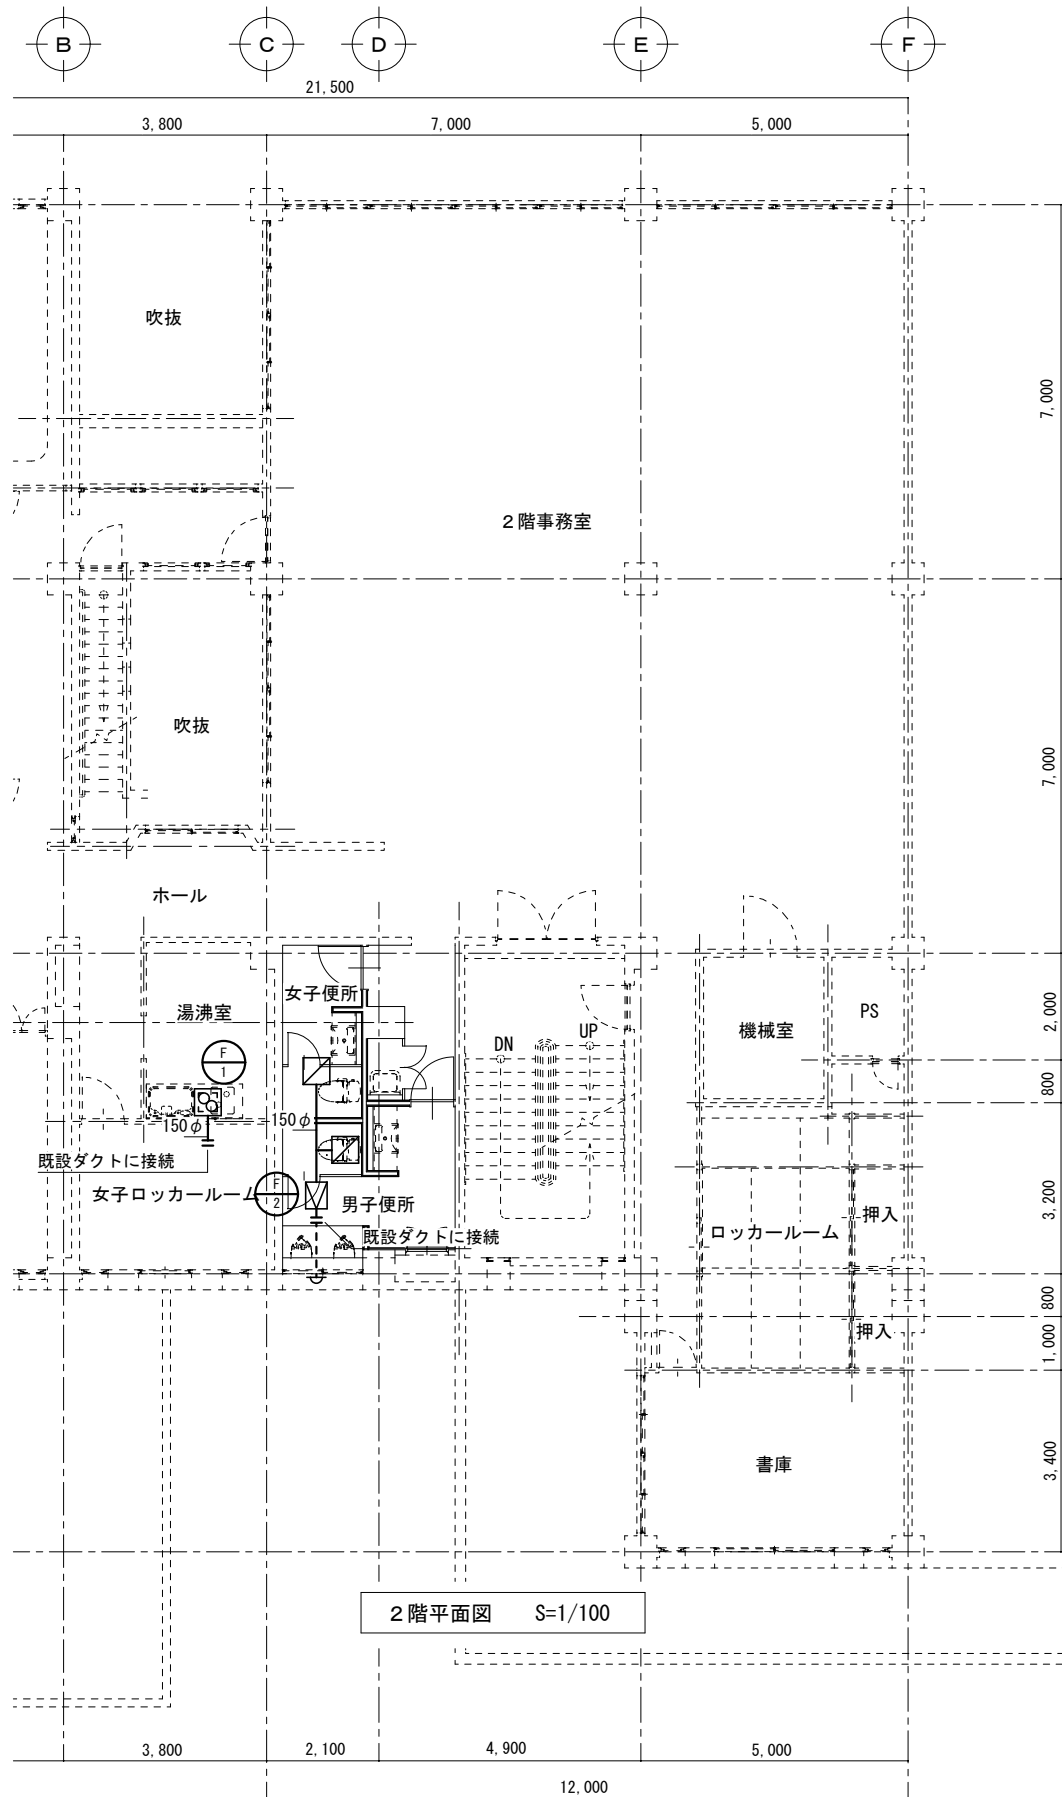 B C D E F
21,500
3,800 7,000 5,000
吹抜
7,000
2階事務室
吹抜
7,000
ホール
女子便所
湯沸室
DN
UP
機械室
PS
2,000
F
1
800
150φ
150φ
既設ダクトに接続
女子ロッカールーム
F
2
男子便所
既設ダクトに接続
ロッカールーム
押入
3,200
800
押入
1,000
書庫
3,400
2階平面図 S=1/100
3,800 2,100 4,900 5,000
12,000